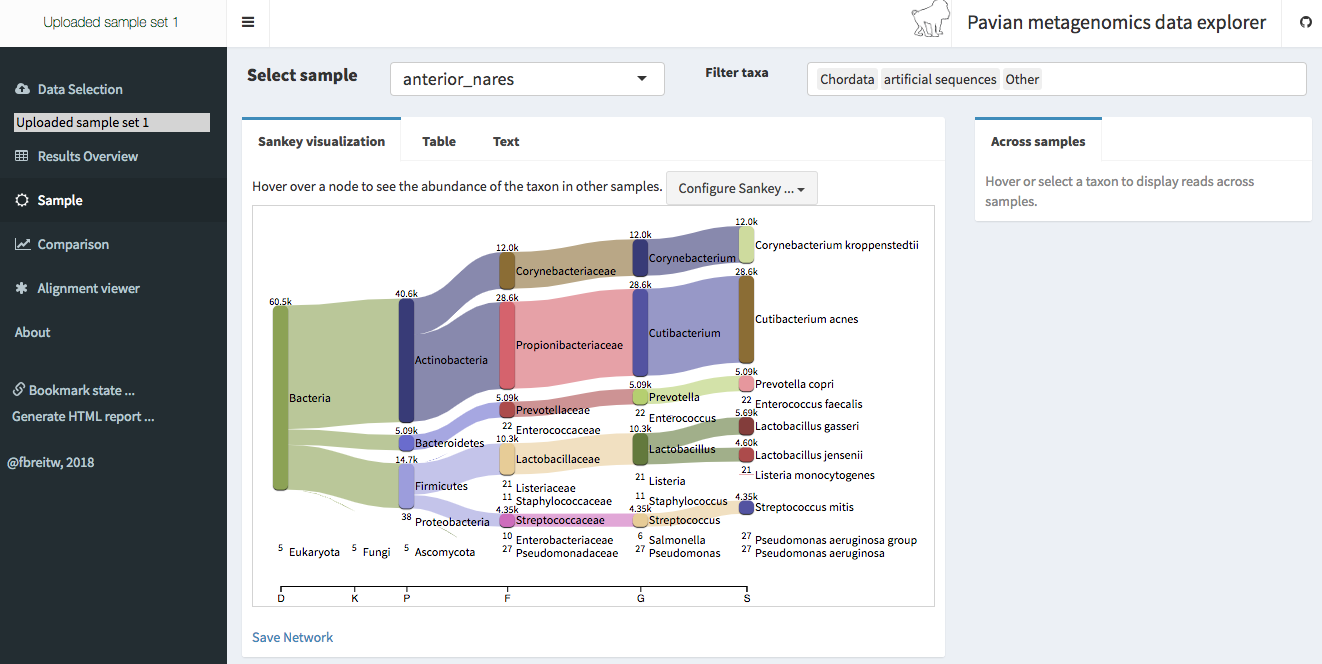 Uploaded sample set 1
Pavian metagenomics data explorer
Data Selection
Uploaded sample set 1
Results Overview
Sample
Comparison
Alignment viewer
About
Bookmark state ...
Generate HTML report ...
@fbreitw, 2018
Select sample
anterior_nares
Filter taxa
Chordata artificial sequences Other
Sankey visualization Table Text
Hover over a node to see the abundance of the taxon in other samples.
Configure Sankey ...
60.5k
Bacteria
5
Eukaryota
5
Fungi
40.6k
Actinobacteria
5.09k
Bacteroidetes
14.7k
Firmicutes
38
Proteobacteria
5
Ascomycota
12.0k
Corynebacteriaceae
28.6k
Propionibacteriaceae
5.09k
Prevotellaceae
22
Enterococcaceae
10.3k
Lactobacillaceae
21
Listeriaceae
11
Staphylococcaceae
4.35k
Streptococcaceae
10
Enterobacteriaceae
27
Pseudomonadaceae
12.0k
Corynebacterium
28.6k
Cutibacterium
5.09k
Prevotella
22
Enterococcus
10.3k
Lactobacillus
21
Listeria
11
Staphylococcus
4.35k
Streptococcus
6
Salmonella
27
Pseudomonas
12.0k
Corynebacterium kroppenstedtii
28.6k
Cutibacterium acnes
5.09k
Prevotella copri
22
Enterococcus faecalis
5.69k
Lactobacillus gasseri
4.60k
Lactobacillus jensenii
21
Listeria monocytogenes
4.35k
Streptococcus mitis
27
Pseudomonas aeruginosa group
27
Pseudomonas aeruginosa
D K P F G S
Save Network
Across samples
Hover or select a taxon to display reads across
samples.